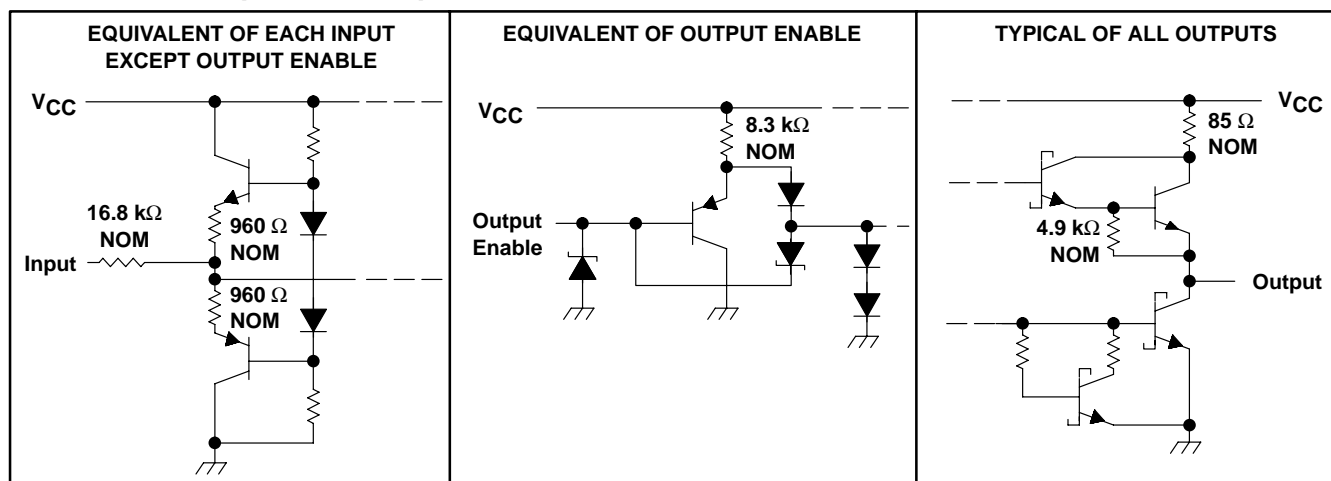 EQUIVALENT OF EACH INPUT
EXCEPT OUTPUT ENABLE
VCC
16.8 kΩ
NOM
960 Ω
NOM
Input
960 Ω
NOM
EQUIVALENT OF OUTPUT ENABLE
VCC
8.3 kΩ
NOM
Output
Enable
TYPICAL OF ALL OUTPUTS
VCC
85 Ω
NOM
4.9 kΩ
NOM
Output